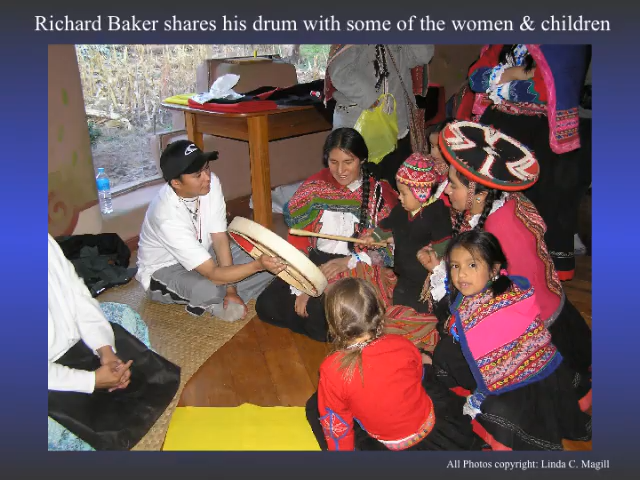 Richard Baker shares his drum with some of the women & children
All Photos copyright: Linda C. Magill